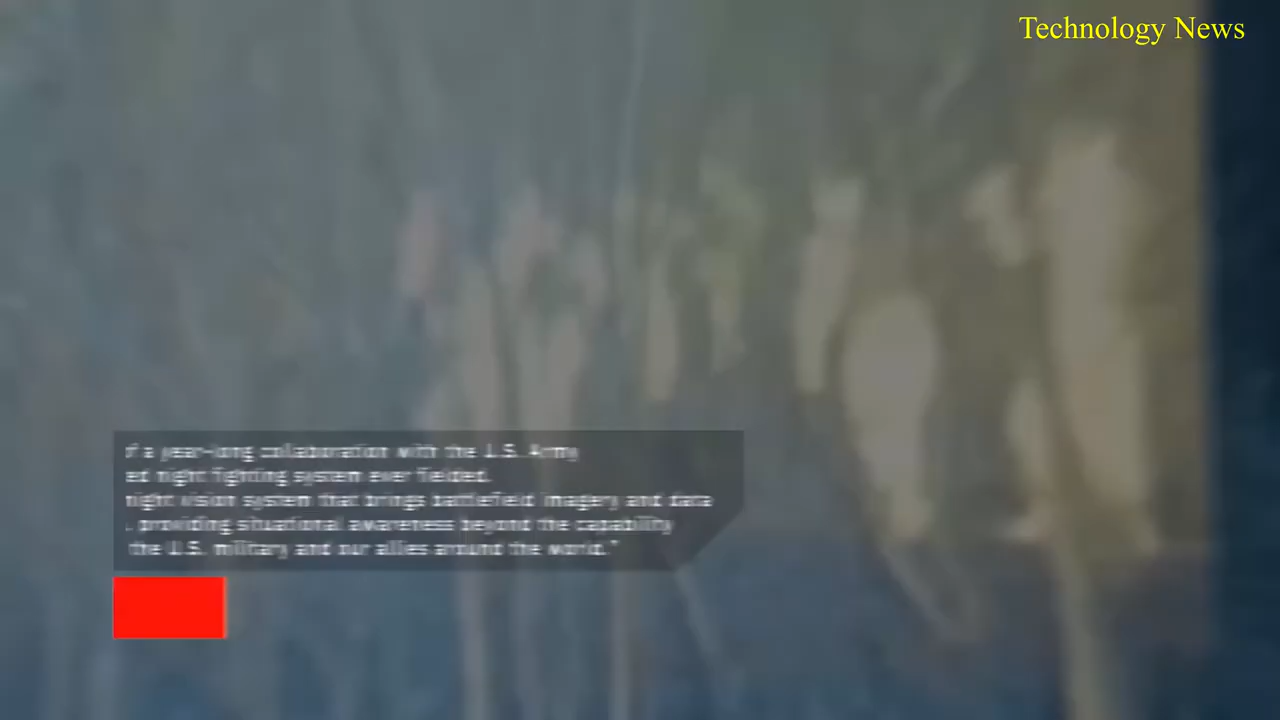 Technology News
f a year-long collaboration with the U.S. Army
ed night fighting system ever fielded.
night vision system that brings battlefield imagery and data
, providing situational awareness beyond the capability
the U.S. military and our allies around the world."